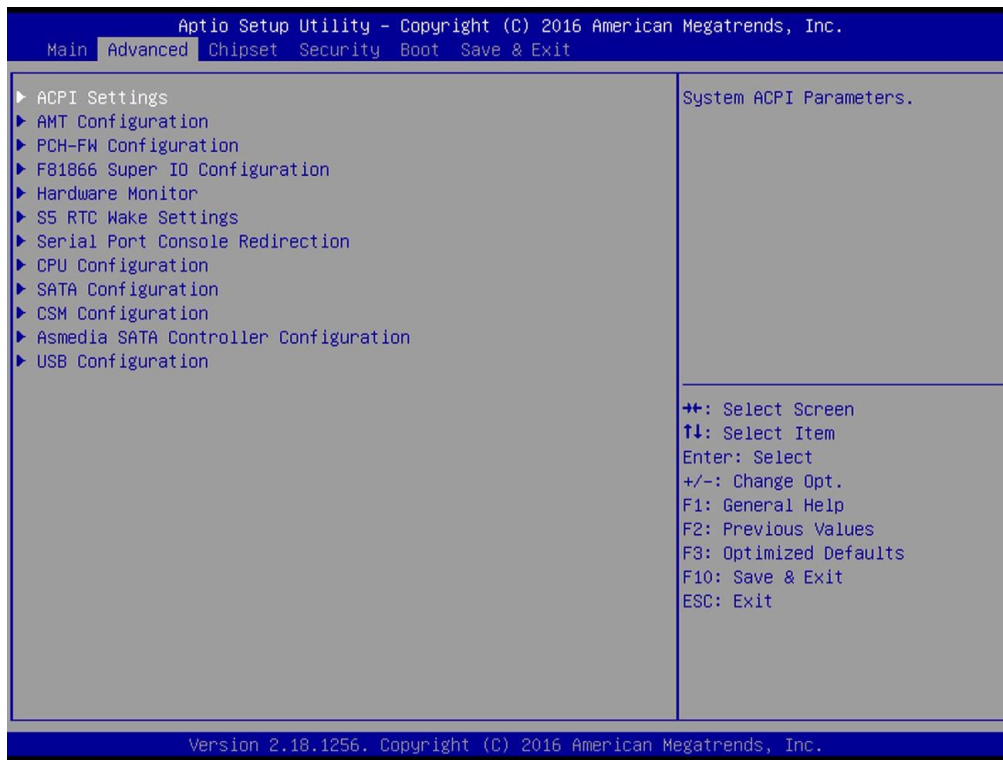 Aptio Setup Utility – Copyright (C) 2016 American Megatrends, Inc.
Main Advanced Chipset Security Boot Save & Exit
▶ ACPI Settings
▶ AMT Configuration
▶ PCH-FW Configuration
▶ F81866 Super IO Configuration
▶ Hardware Monitor
▶ S5 RTC Wake Settings
▶ Serial Port Console Redirection
▶ CPU Configuration
▶ SATA Configuration
▶ CSM Configuration
▶ Asmedia SATA Controller Configuration
▶ USB Configuration
System ACPI Parameters.
→←: Select Screen
↑↓: Select Item
Enter: Select
+/-: Change Opt.
F1: General Help
F2: Previous Values
F3: Optimized Defaults
F10: Save & Exit
ESC: Exit
Version 2.18.1256. Copyright (C) 2016 American Megatrends, Inc.